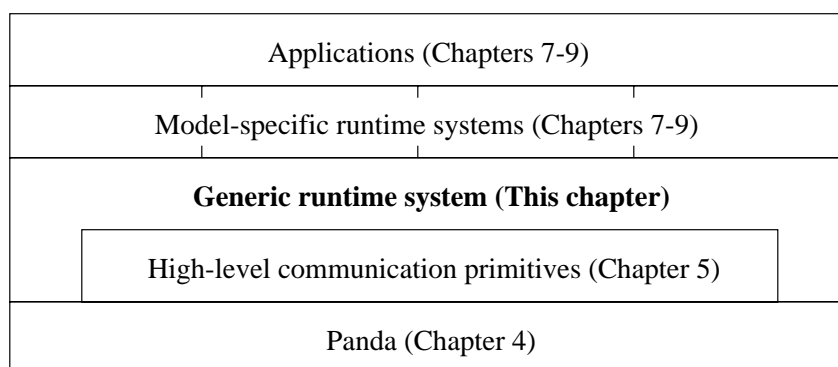 Applications (Chapters 7-9)
Model-specific runtime systems (Chapters 7-9)
Generic runtime system (This chapter)
High-level communication primitives (Chapter 5)
Panda (Chapter 4)